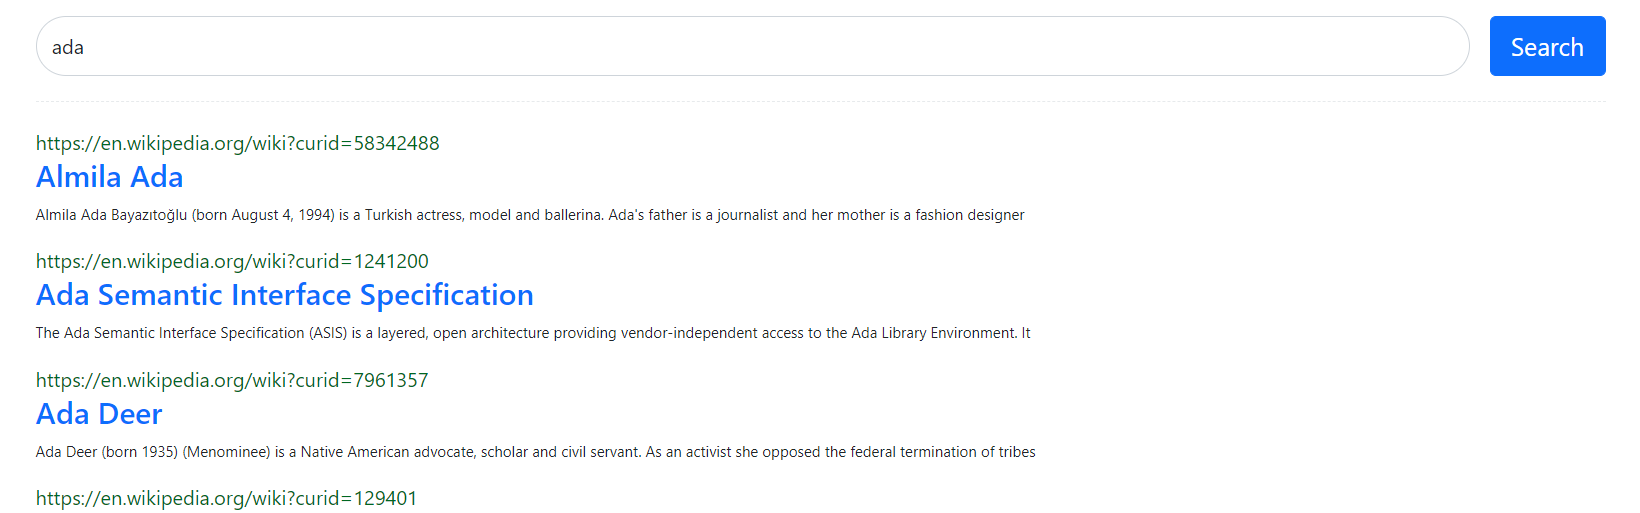 ada
Search
https://en.wikipedia.org/wiki?curid=58342488
Almila Ada
Almila Ada Bayazıtoğlu (born August 4, 1994) is a Turkish actress, model and ballerina. Ada's father is a journalist and her mother is a fashion designer
https://en.wikipedia.org/wiki?curid=1241200
Ada Semantic Interface Specification
The Ada Semantic Interface Specification (ASIS) is a layered, open architecture providing vendor-independent access to the Ada Library Environment. It
https://en.wikipedia.org/wiki?curid=7961357
Ada Deer
Ada Deer (born 1935) (Menominee) is a Native American advocate, scholar and civil servant. As an activist she opposed the federal termination of tribes
https://en.wikipedia.org/wiki?curid=129401